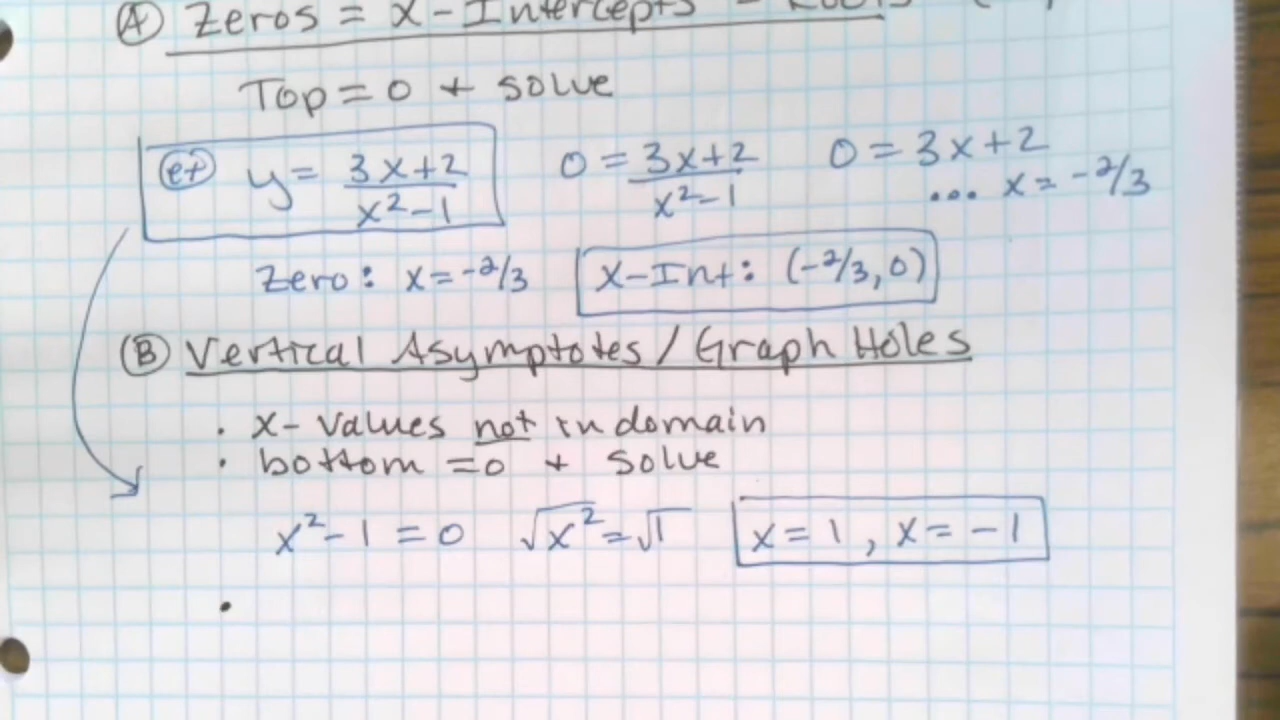 Ⓐ Zeros = x-Intercepts = Roots
Top = 0 + solve
ex y = (3x+2)/(x²-1) 0 = (3x+2)/(x²-1) 0 = 3x+2
... x = -2/3
Zero: x = -2/3 X-Int: (-2/3, 0)
Ⓑ Vertical Asymptotes / Graph Holes
· x-values not in domain
· bottom = 0 + solve
x²-1 = 0 √x² = √1 x = 1, x = -1
·